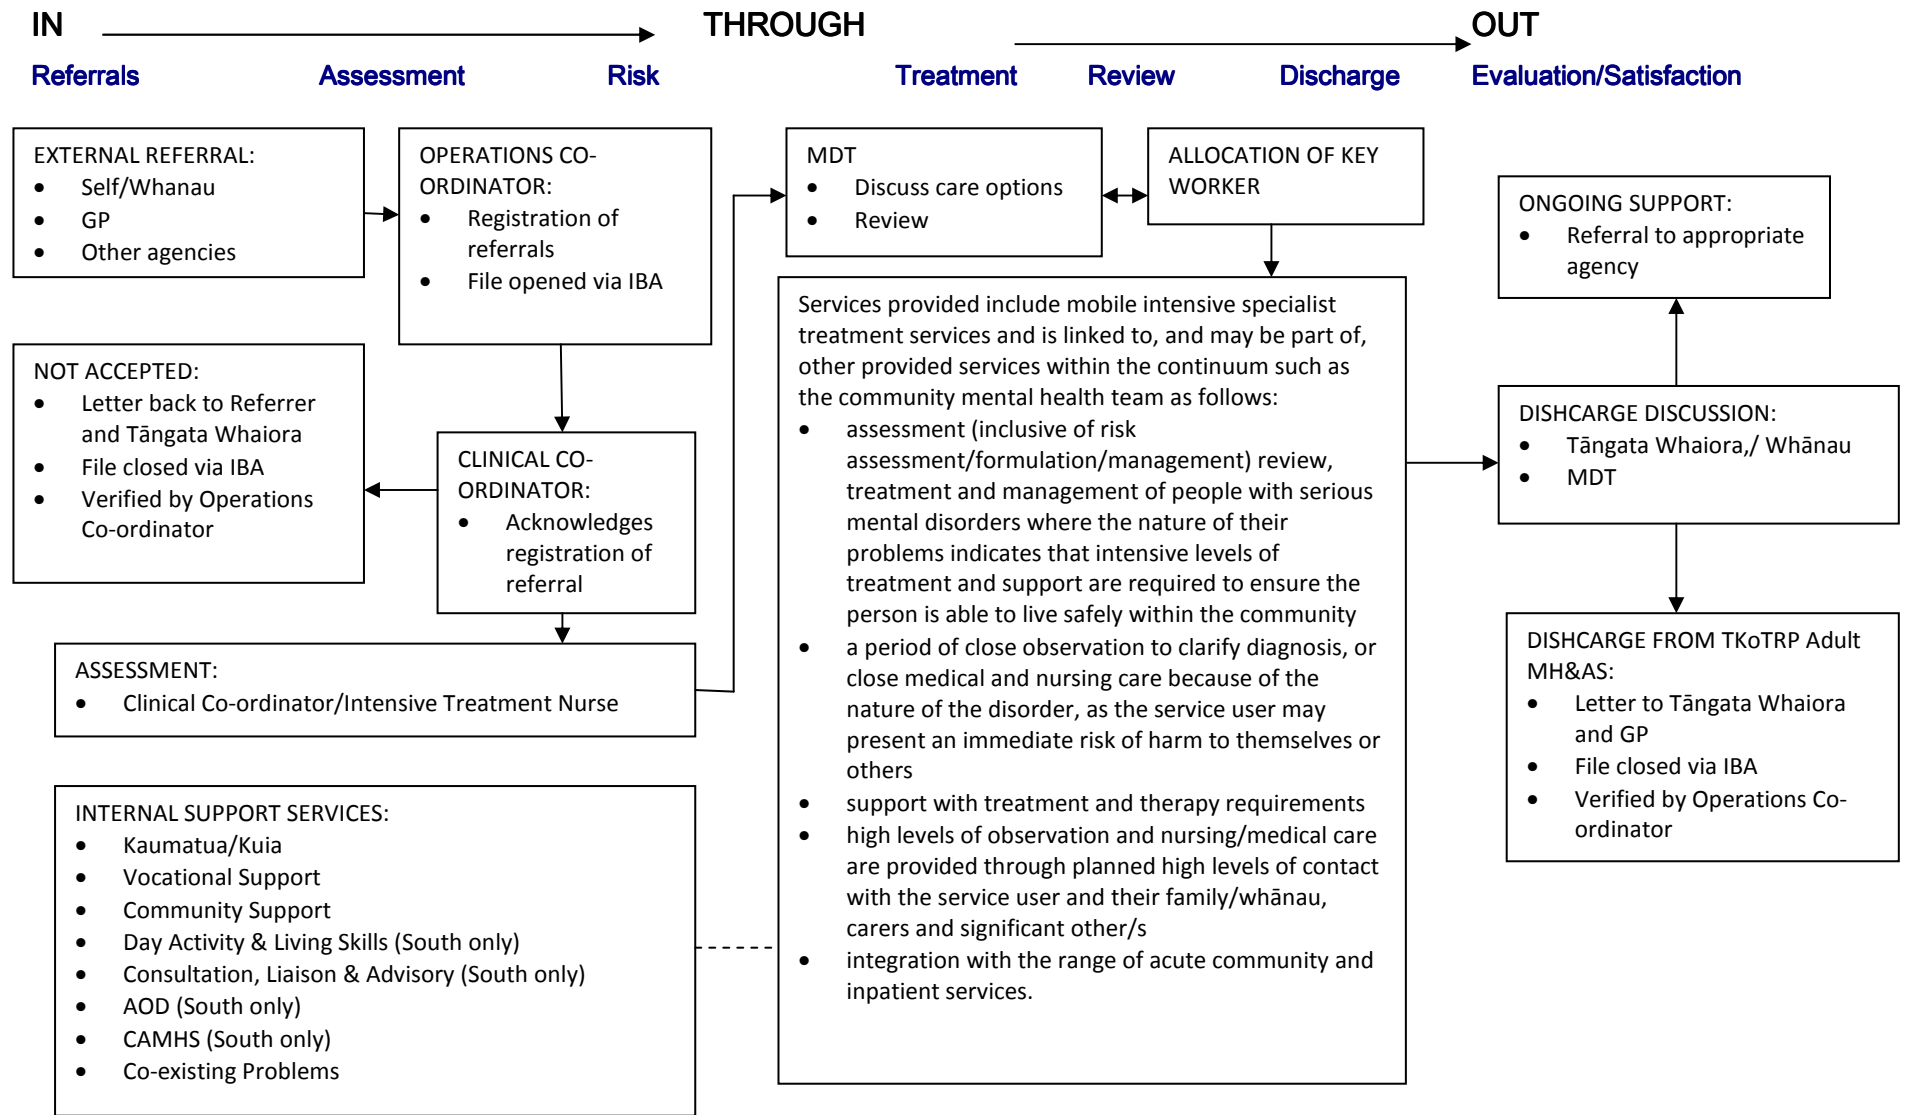 IN THROUGH OUT
Referrals Assessment Risk Treatment Review Discharge Evaluation/Satisfaction
EXTERNAL REFERRAL:
• Self/Whanau
• GP
• Other agencies
OPERATIONS CO-
ORDINATOR:
• Registration of
referrals
• File opened via IBA
NOT ACCEPTED:
• Letter back to Referrer
and Tāngata Whaiora
• File closed via IBA
• Verified by Operations
Co-ordinator
CLINICAL CO-
ORDINATOR:
• Acknowledges
registration of
referral
ASSESSMENT:
• Clinical Co-ordinator/Intensive Treatment Nurse
INTERNAL SUPPORT SERVICES:
• Kaumatua/Kuia
• Vocational Support
• Community Support
• Day Activity & Living Skills (South only)
• Consultation, Liaison & Advisory (South only)
• AOD (South only)
• CAMHS (South only)
• Co-existing Problems
MDT
• Discuss care options
• Review
ALLOCATION OF KEY
WORKER
Services provided include mobile intensive specialist
treatment services and is linked to, and may be part of,
other provided services within the continuum such as
the community mental health team as follows:
• assessment (inclusive of risk
assessment/formulation/management) review,
treatment and management of people with serious
mental disorders where the nature of their
problems indicates that intensive levels of
treatment and support are required to ensure the
person is able to live safely within the community
• a period of close observation to clarify diagnosis, or
close medical and nursing care because of the
nature of the disorder, as the service user may
present an immediate risk of harm to themselves or
others
• support with treatment and therapy requirements
• high levels of observation and nursing/medical care
are provided through planned high levels of contact
with the service user and their family/whānau,
carers and significant other/s
• integration with the range of acute community and
inpatient services.
ONGOING SUPPORT:
• Referral to appropriate
agency
DISHCARGE DISCUSSION:
• Tāngata Whaiora,/ Whānau
• MDT
DISHCARGE FROM TKoTRP Adult
MH&AS:
• Letter to Tāngata Whaiora
and GP
• File closed via IBA
• Verified by Operations Co-
ordinator